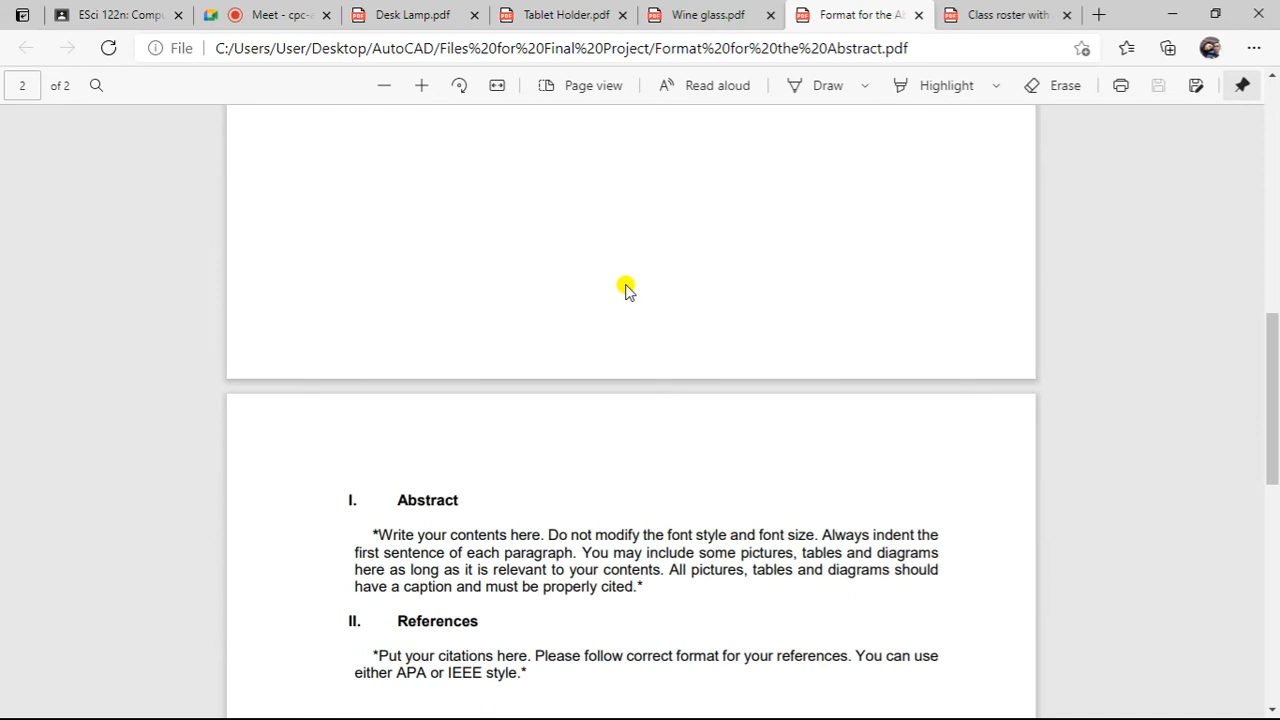 ESci 122n: Compu
Meet - cpc-a
Desk Lamp.pdf
Tablet Holder.pdf
Wine glass.pdf
Format for the Ab
Class roster with
File
C:/Users/User/Desktop/AutoCAD/Files%20for%20Final%20Project/Format%20for%20the%20Abstract.pdf
2 of 2
Page view
Read aloud
Draw
Highlight
Erase
I. Abstract
*Write your contents here. Do not modify the font style and font size. Always indent the
first sentence of each paragraph. You may include some pictures, tables and diagrams
here as long as it is relevant to your contents. All pictures, tables and diagrams should
have a caption and must be properly cited.*
II. References
*Put your citations here. Please follow correct format for your references. You can use
either APA or IEEE style.*